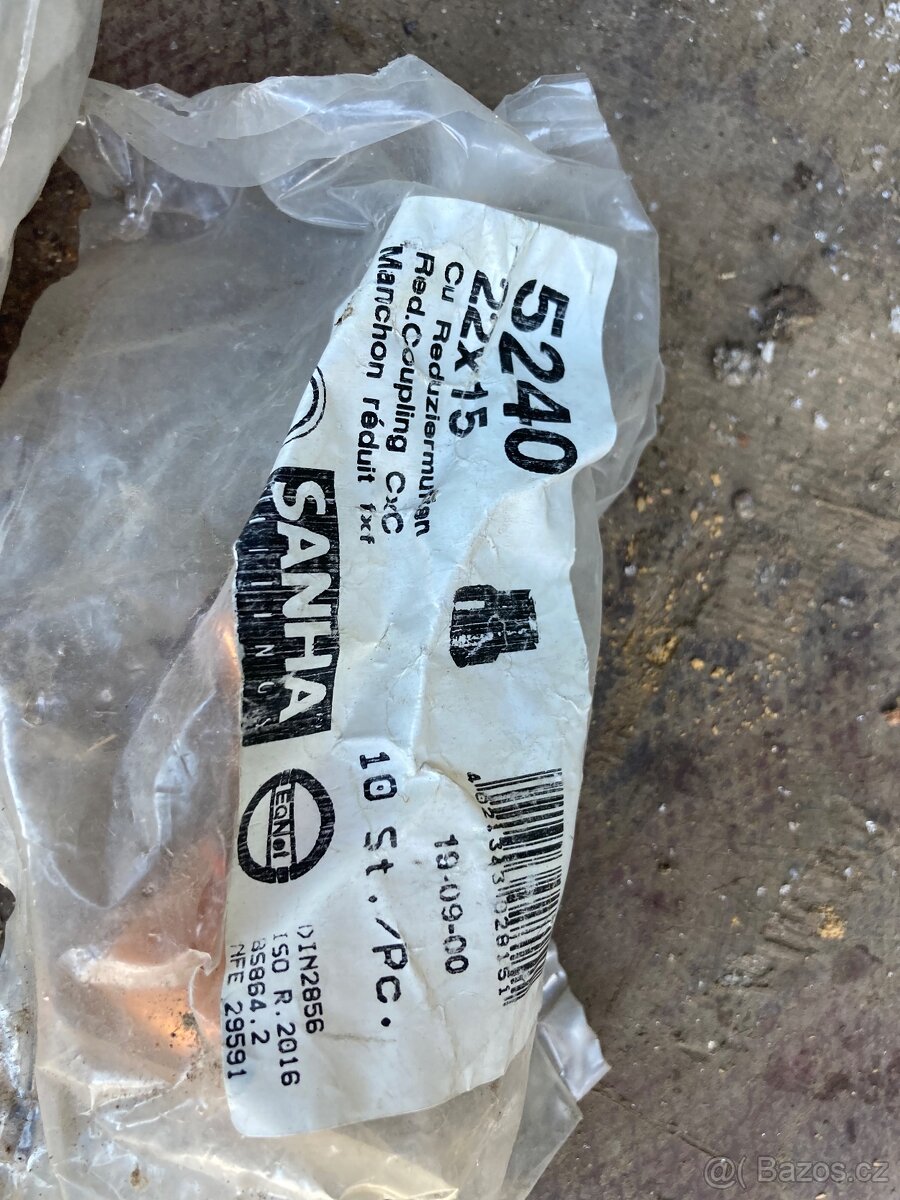 5240
22x15
Cu Reduziermuffen
Red.Coupling CxC
Manchon réduit fxf
SANHA
10 St./Pc.
19-09-00
DIN2856
ISO R.2016
BS864.2
NFE 29591
@( Bazos.cz